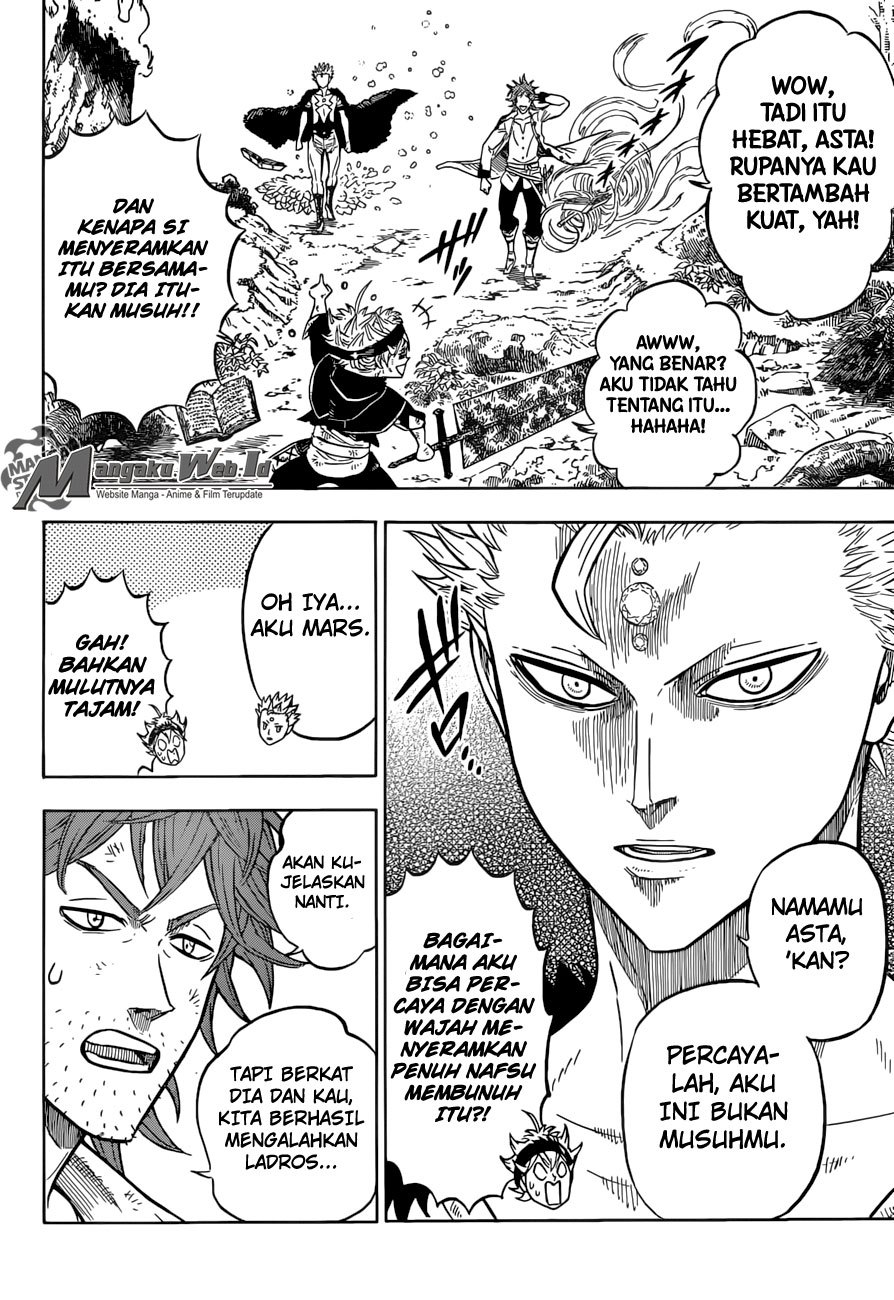 WOW,
TADI ITU
HEBAT, ASTA!
RUPANYA KAU
BERTAMBAH
KUAT, YAH!
AWWW,
YANG BENAR?
AKU TIDAK TAHU
TENTANG ITU...
HAHAHA!
DAN
KENAPA SI
MENYERAMKAN
ITU BERSAMA-
MU? DIA ITU-
KAN MUSUH!!
Mangaku.Web.Id
Website Manga - Anime & Film Terupdate
NAMAMU
ASTA,
'KAN?
PERCAYA-
LAH, AKU
INI BUKAN
MUSUHMU.
BAGAI-
MANA AKU
BISA PER-
CAYA DENGAN
WAJAH ME-
NYERAMKAN
PENUH NAFSU
MEMBUNUH
ITU?!
OH IYA...
AKU MARS.
GAH!
BAHKAN
MULUTNYA
TAJAM!
AKAN KU-
JELASKAN
NANTI.
TAPI BERKAT
DIA DAN KAU,
KITA BERHASIL
MENGALAHKAN
LADROS...